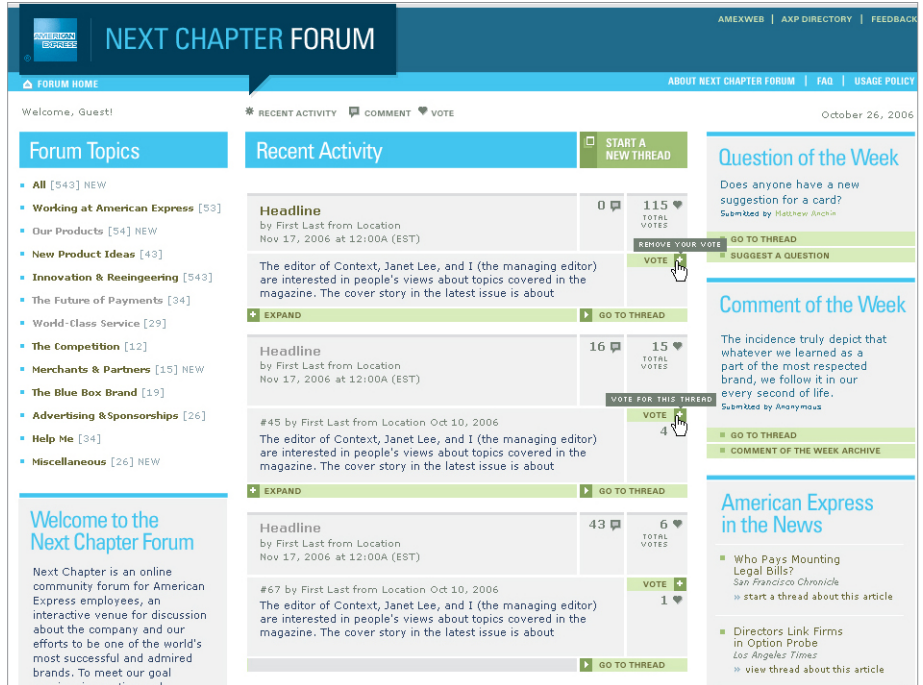 AMERICAN
EXPRESS
®
NEXT CHAPTER FORUM
AMEXWEB | AXP DIRECTORY | FEEDBACK
FORUM HOME
ABOUT NEXT CHAPTER FORUM | FAQ | USAGE POLICY
Welcome, Guest!
RECENT ACTIVITY COMMENT VOTE
October 26, 2006
Forum Topics
All [543] NEW
Working at American Express [53]
Our Products [54] NEW
New Product Ideas [43]
Innovation & Reeingeering [543]
The Future of Payments [34]
World-Class Service [29]
The Competition [12]
Merchants & Partners [15] NEW
The Blue Box Brand [19]
Advertising &Sponsorships [26]
Help Me [34]
Miscellaneous [26] NEW
Welcome to the
Next Chapter Forum
Next Chapter is an online
community forum for American
Express employees, an
interactive venue for discussion
about the company and our
efforts to be one of the world's
most successful and admired
brands. To meet our goal
Recent Activity
START A
NEW THREAD
Headline
by First Last from Location
Nov 17, 2006 at 12:00A (EST)
0
115
TOTAL
VOTES
REMOVE YOUR VOTE
VOTE
The editor of Context, Janet Lee, and I (the managing editor)
are interested in people's views about topics covered in the
magazine. The cover story in the latest issue is about
EXPAND
GO TO THREAD
Headline
by First Last from Location
Nov 17, 2006 at 12:00A (EST)
16
15
TOTAL
VOTES
VOTE FOR THIS THREAD
VOTE
4
#45 by First Last from Location Oct 10, 2006
The editor of Context, Janet Lee, and I (the managing editor)
are interested in people's views about topics covered in the
magazine. The cover story in the latest issue is about
EXPAND
GO TO THREAD
Headline
by First Last from Location
Nov 17, 2006 at 12:00A (EST)
43
6
TOTAL
VOTES
VOTE
1
#67 by First Last from Location Oct 10, 2006
The editor of Context, Janet Lee, and I (the managing editor)
are interested in people's views about topics covered in the
magazine. The cover story in the latest issue is about
GO TO THREAD
Question of the Week
Does anyone have a new
suggestion for a card?
Submitted by Matthew Anchie
GO TO THREAD
SUGGEST A QUESTION
Comment of the Week
The incidence truly depict that
whatever we learned as a
part of the most respected
brand, we follow it in our
every second of life.
Submitted by Anonymous
GO TO THREAD
COMMENT OF THE WEEK ARCHIVE
American Express
in the News
Who Pays Mounting
Legal Bills?
San Francisco Chronicle
» start a thread about this article
Directors Link Firms
in Option Probe
Los Angeles Times
» view thread about this article